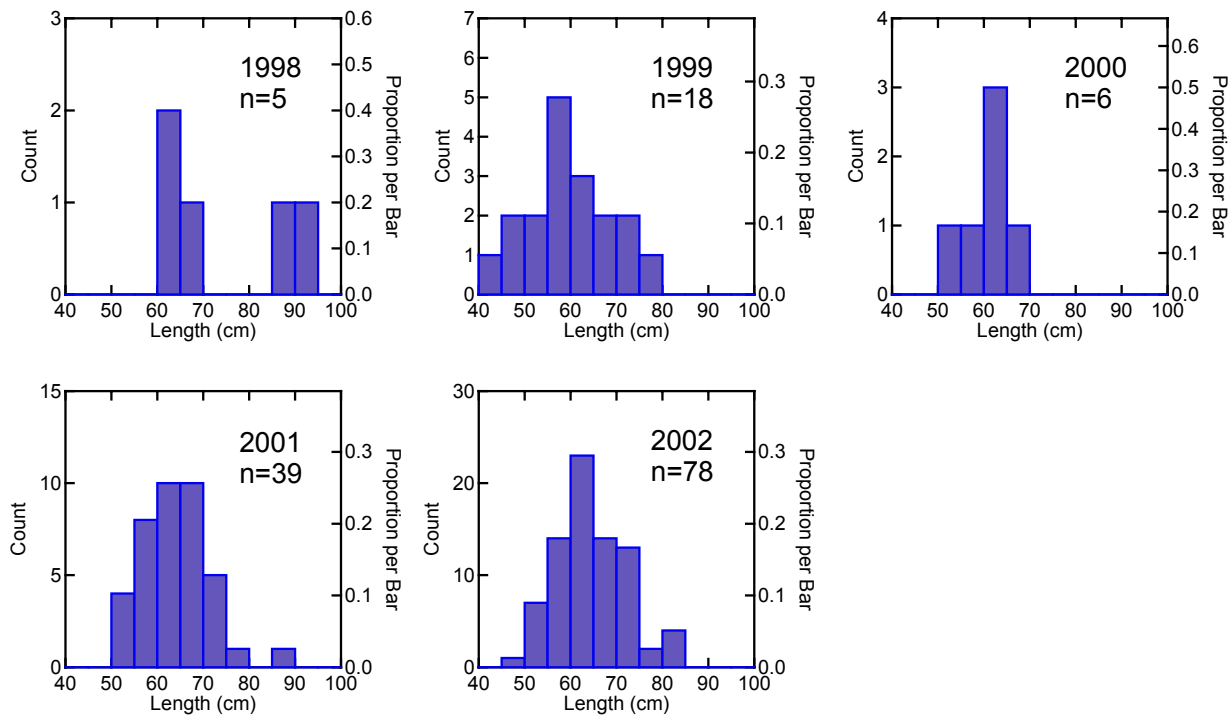 3
2
1
0
Count
1998
n=5
0.6
0.5
0.4
0.3
0.2
0.1
0.0
Proportion per Bar
40 50 60 70 80 90 100
Length (cm)
7
6
5
4
3
2
1
0
Count
1999
n=18
0.3
0.2
0.1
0.0
Proportion per Bar
40 50 60 70 80 90 100
Length (cm)
4
3
2
1
0
Count
2000
n=6
0.6
0.5
0.4
0.3
0.2
0.1
0.0
Proportion per Bar
40 50 60 70 80 90 100
Length (cm)
15
10
5
0
Count
2001
n=39
0.3
0.2
0.1
0.0
Proportion per Bar
40 50 60 70 80 90 100
Length (cm)
30
20
10
0
Count
2002
n=78
0.3
0.2
0.1
0.0
Proportion per Bar
40 50 60 70 80 90 100
Length (cm)